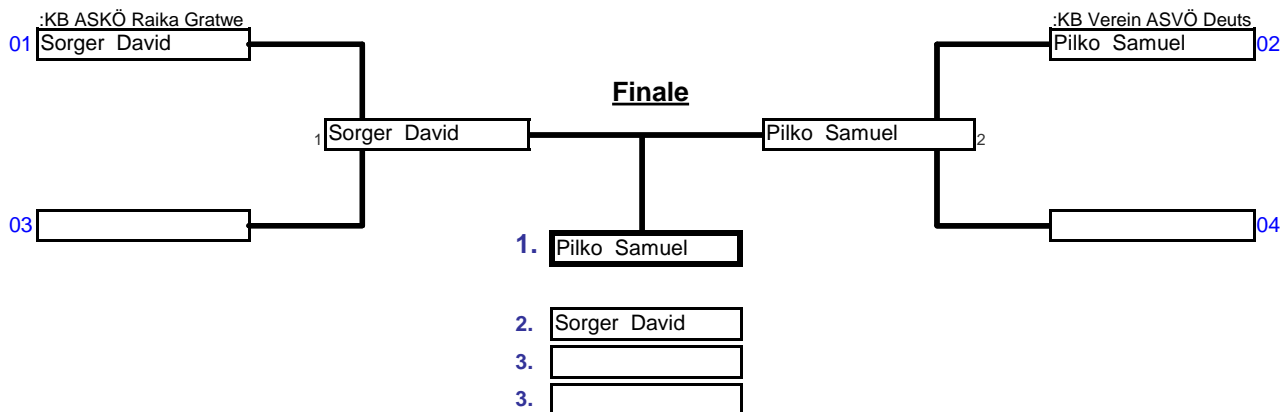 :KB ASKÖ Raika Gratwe
:KB Verein ASVÖ Deuts
01 Sorger David
Pilko Samuel 02
Finale
1 Sorger David
Pilko Samuel 2
03
04
1. Pilko Samuel
2. Sorger David
3.
3.